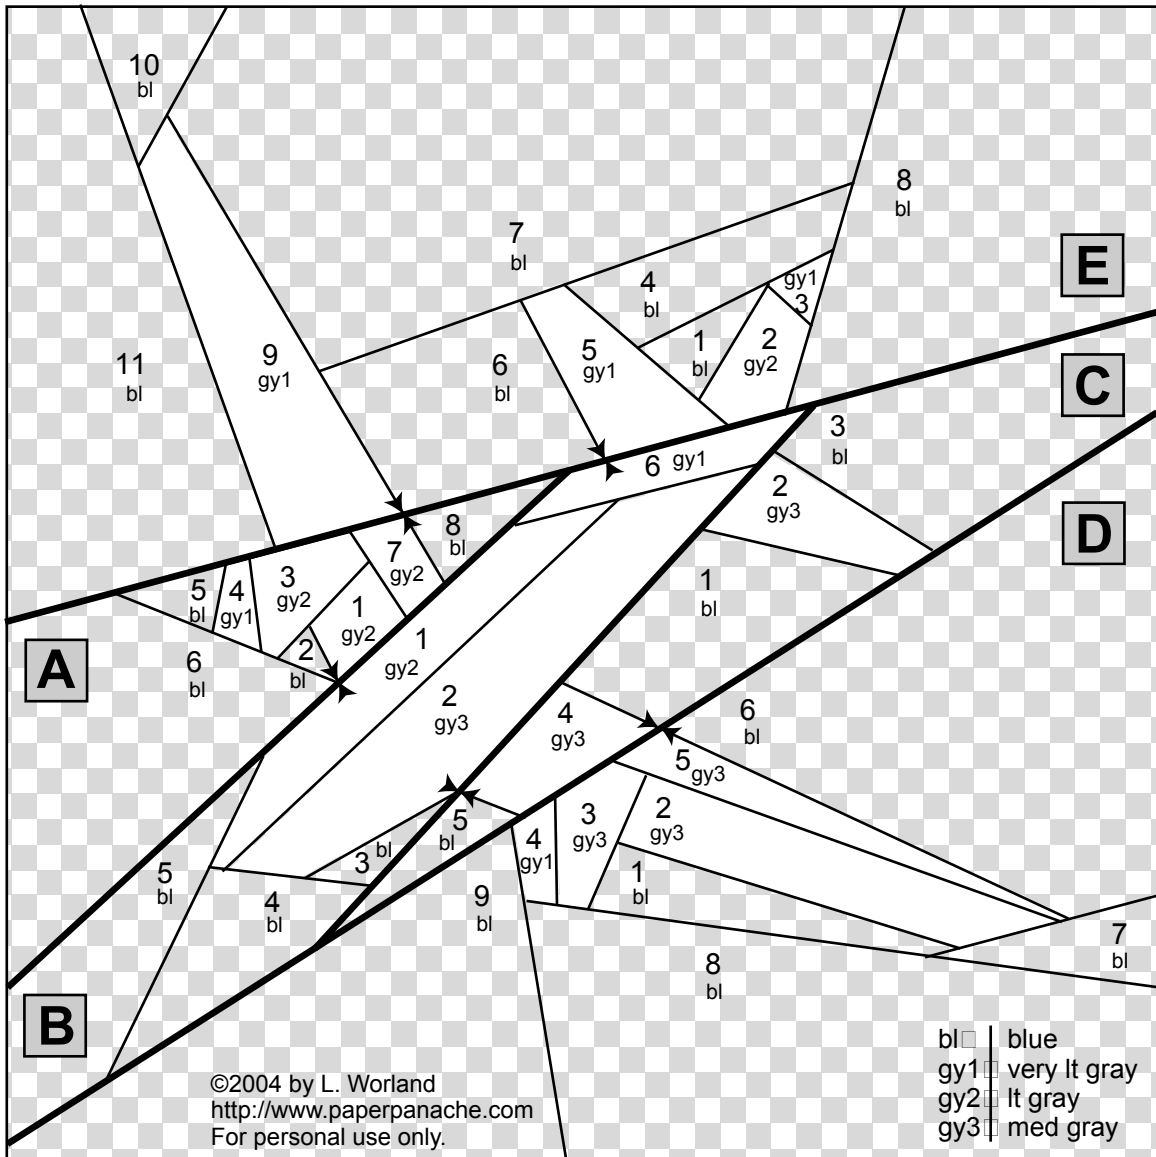 10
bl
8
bl
7
bl
E
4
bl
gy1
3
11
bl
9
gy1
6
bl
5
gy1
1
bl
2
gy2
C
3
bl
6 gy1
2
gy3
D
8
bl
7
gy2
5
bl
4
gy1
3
gy2
1
gy2
1
bl
A
6
bl
2
bl
1
gy2
2
gy3
4
gy3
6
bl
5
gy3
5
bl
3
gy3
2
gy3
4
gy1
3
bl
1
bl
5
bl
4
bl
9
bl
8
bl
7
bl
B
bl blue
gy1 very lt gray
gy2 lt gray
gy3 med gray
©2004 by L. Worland
http://www.paperpanache.com
For personal use only.